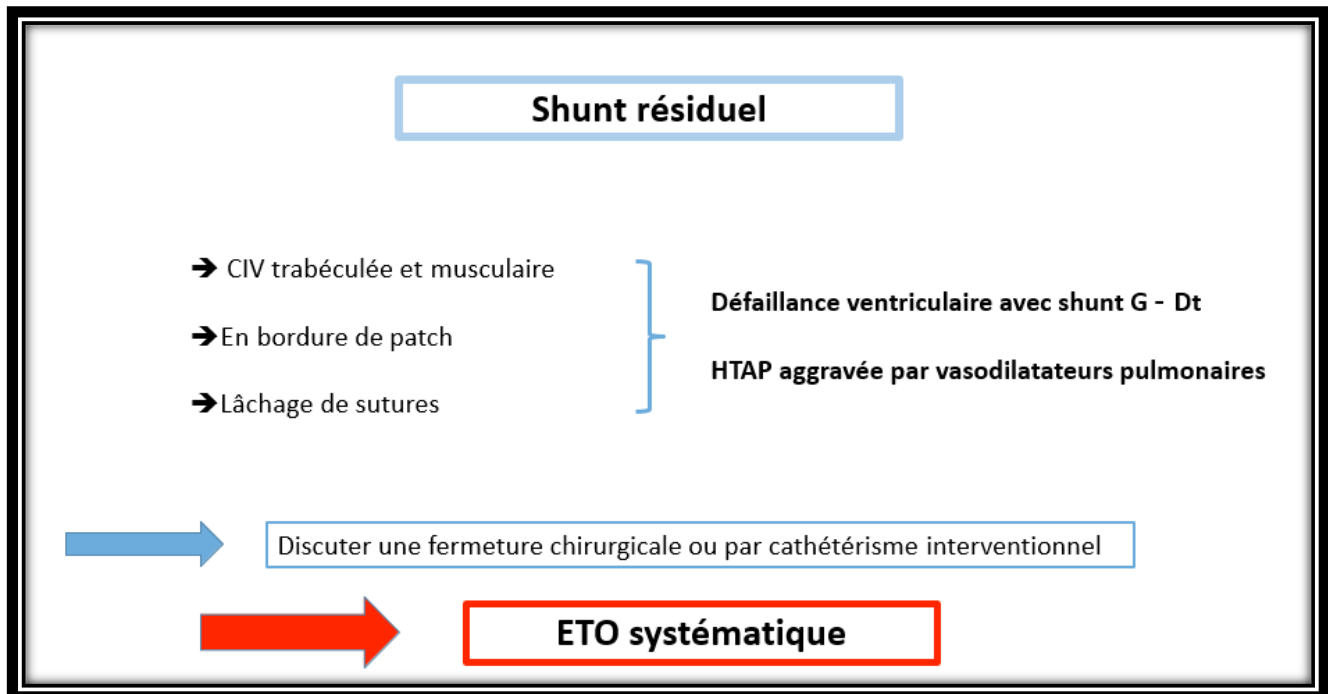 Shunt résiduel
➔ CIV trabéculée et musculaire
➔En bordure de patch
➔Lâchage de sutures
Défaillance ventriculaire avec shunt G - Dt
HTAP aggravée par vasodilatateurs pulmonaires
Discuter une fermeture chirurgicale ou par cathétérisme interventionnel
ETO systématique